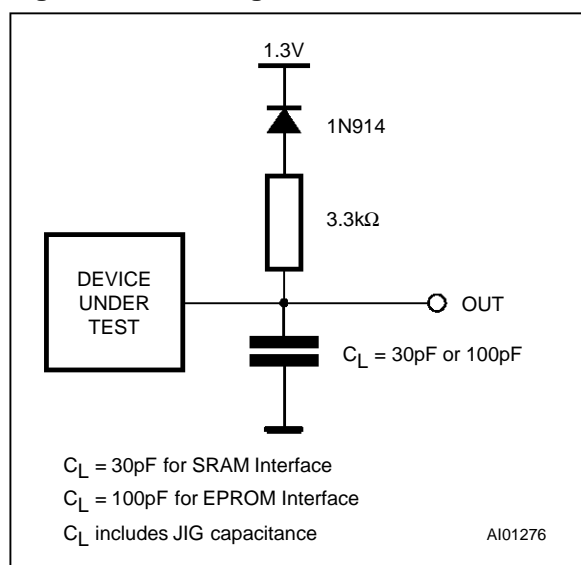 1.3V
1N914
3.3kΩ
DEVICE
UNDER
TEST
OUT
CL = 30pF or 100pF
CL = 30pF for SRAM Interface
CL = 100pF for EPROM Interface
CL includes JIG capacitance
AI01276